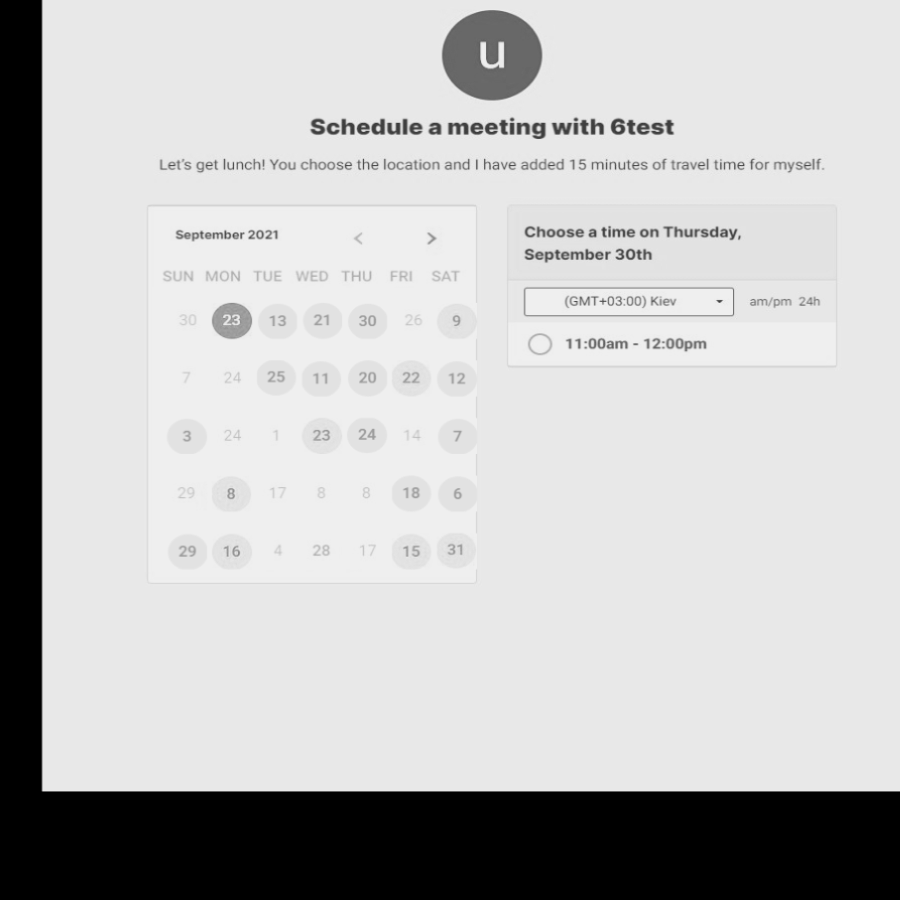 u
Schedule a meeting with 6test
Let's get lunch! You choose the location and I have added 15 minutes of travel time for myself.
September 2021 < >
SUN MON TUE WED THU FRI SAT
30 23 13 21 30 26 9
7 24 25 11 20 22 12
3 24 1 23 24 14 7
29 8 17 8 8 18 6
29 16 4 28 17 15 31
Choose a time on Thursday,
September 30th
(GMT+03:00) Kiev am/pm 24h
11:00am - 12:00pm